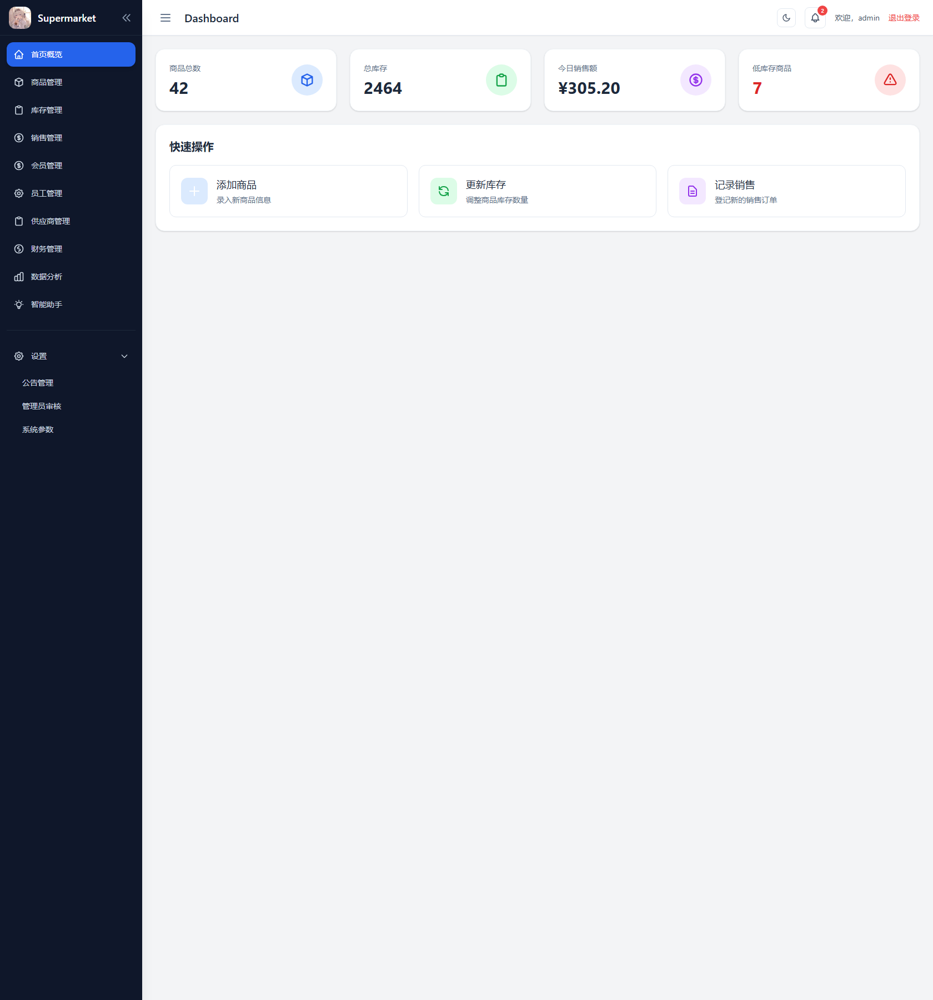 Supermarket
首页概览
商品管理
库存管理
销售管理
会员管理
员工管理
供应商管理
财务管理
数据分析
智能助手
设置
公告管理
管理员审核
系统参数
Dashboard
2
欢迎，admin
退出登录
商品总数
42
总库存
2464
今日销售额
¥305.20
低库存商品
7
快速操作
添加商品
录入新商品信息
更新库存
调整商品库存数量
记录销售
登记新的销售订单